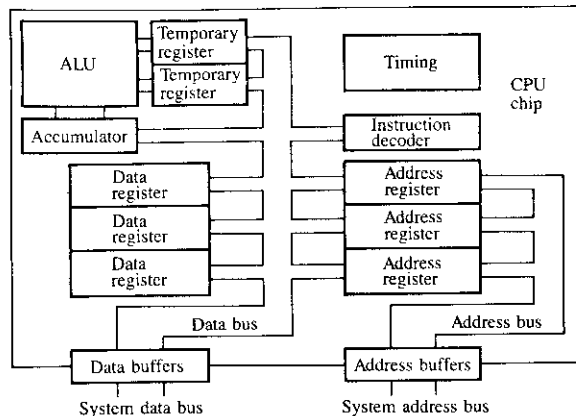 ALU
Temporary
register
Temporary
register
Timing
CPU
chip
Accumulator
Instruction
decoder
Data
register
Data
register
Data
register
Address
register
Address
register
Address
register
Data bus
Address bus
Data buffers
Address buffers
System data bus
System address bus